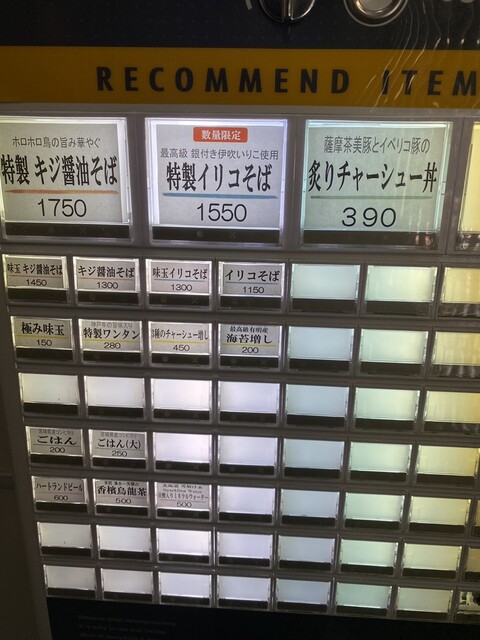 RECOMMEND ITEM
ホロホロ鳥の旨み華やぐ
特製 キジ醤油そば
1750
数量限定
最高級 銀付き伊吹いりこ使用
特製イリコそば
1550
薩摩茶美豚とイベリコ豚の
炙りチャーシュー丼
390
味玉 キジ醤油そば
1450
キジ醤油そば
1300
味玉イリコそば
1300
イリコそば
1150
極み味玉
150
特製ワンタン
280
3種のチャーシュー増し
450
最高級有明産
海苔増し
200
ごはん
200
ごはん(大)
250
ハートランドビール
600
香檳烏龍茶
500
500